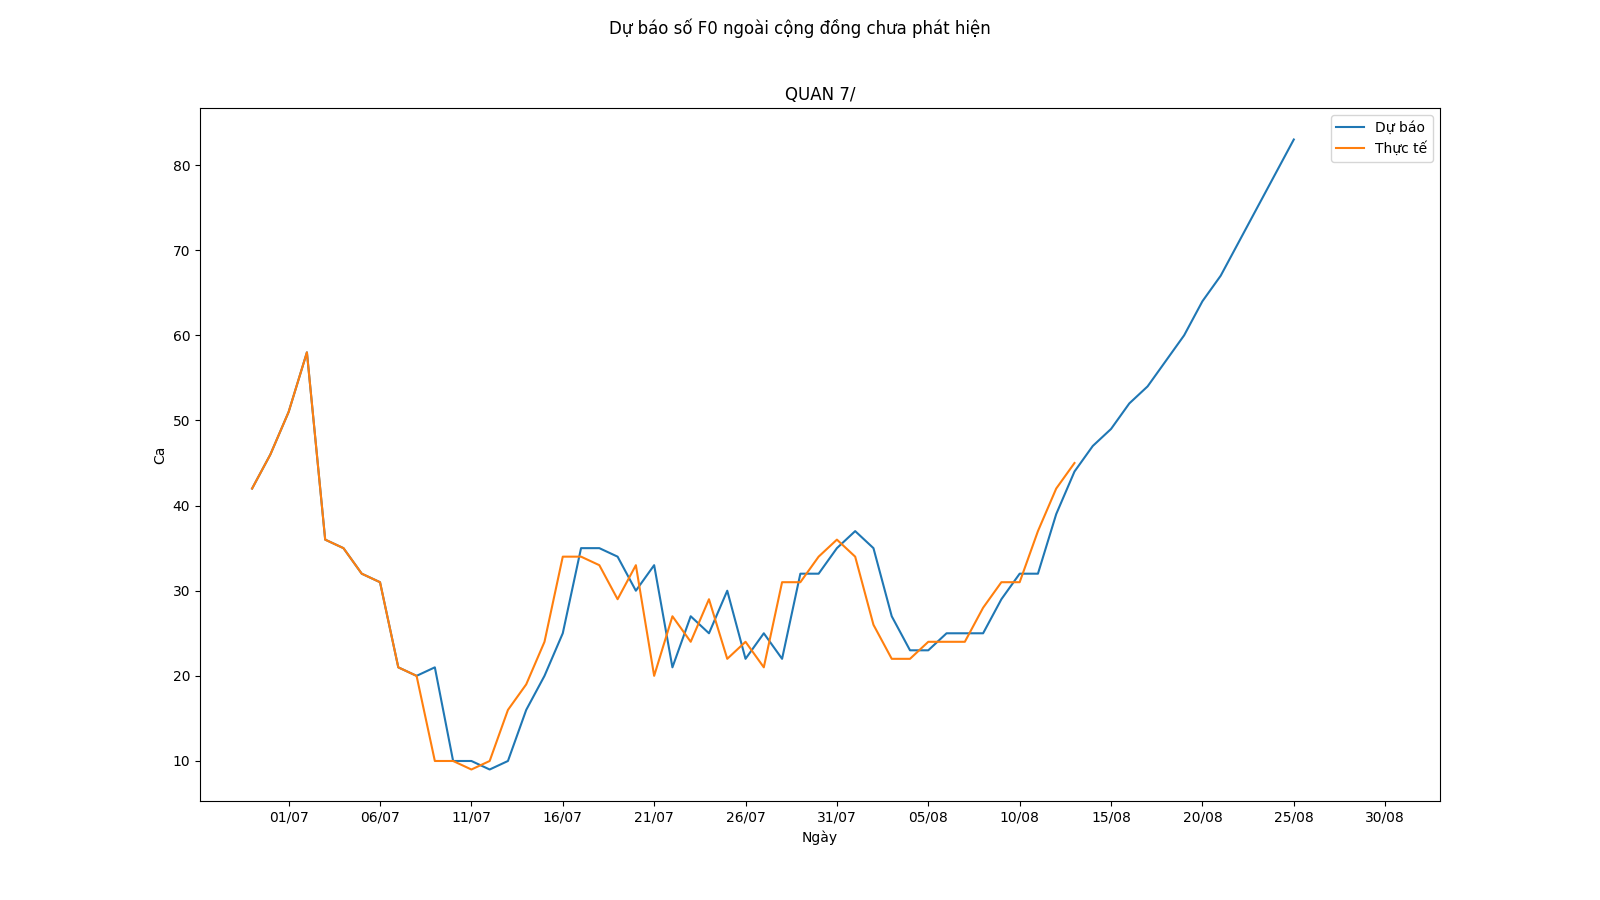 Dự báo số F0 ngoài cộng đồng chưa phát hiện
QUAN 7/
Dự báo
Thực tế
80
70
60
50
40
30
20
10
Ca
01/07 06/07 11/07 16/07 21/07 26/07 31/07 05/08 10/08 15/08 20/08 25/08 30/08
Ngày